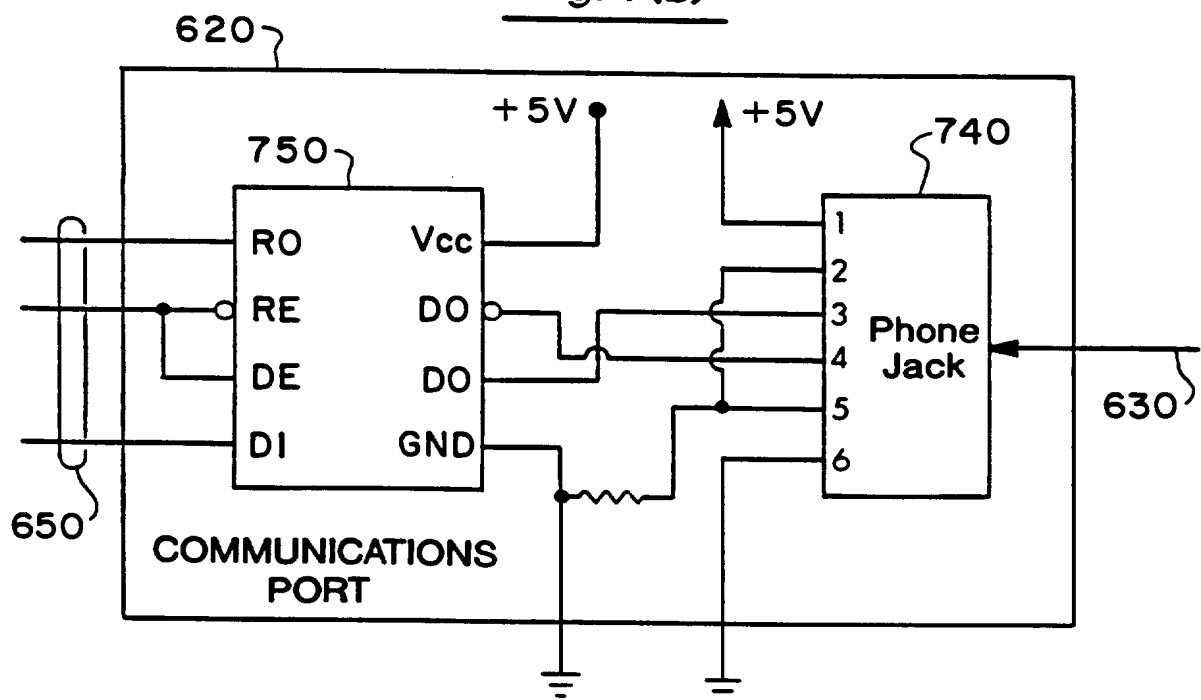 620
+5V
+5V
740
750
RO
Vcc
1
2
RE
DO
3
Phone
Jack
4
DE
DO
630
5
DI
GND
6
650
COMMUNICATIONS
PORT